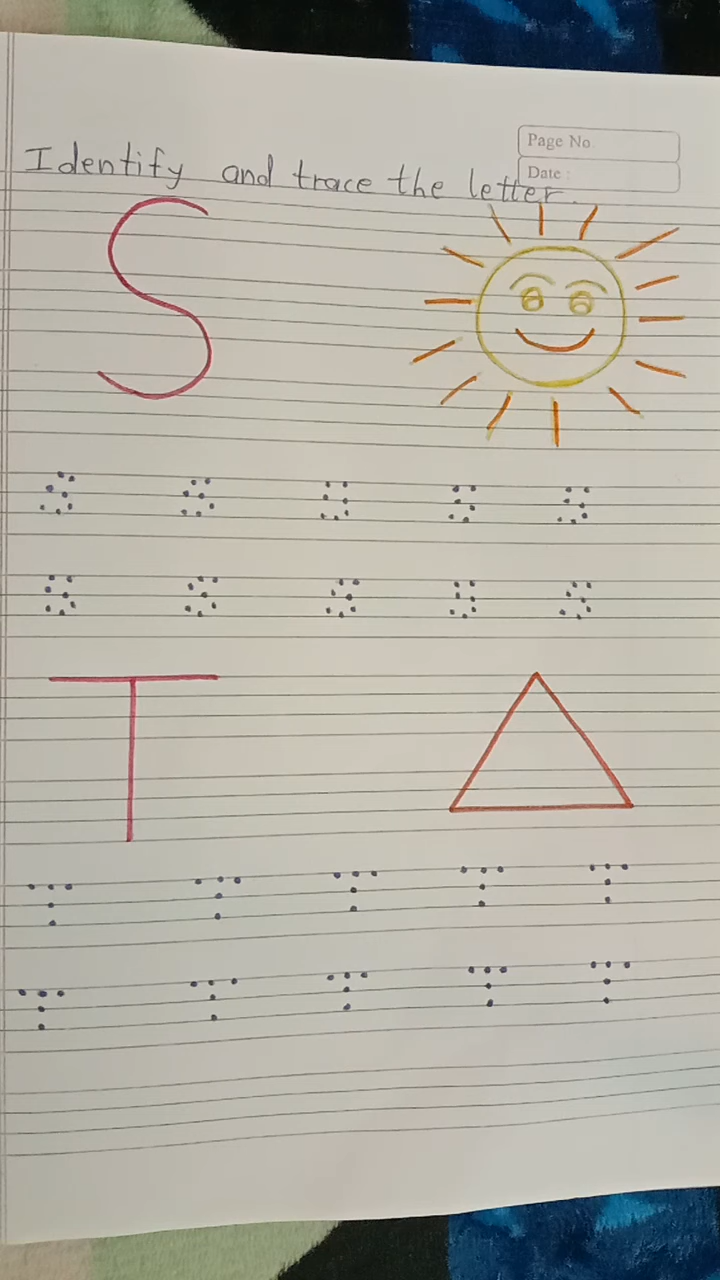 Page No.
Date :
Identify and trace the letter.
S
S S S S S
S S S S S
T
T T T T T
T T T T T